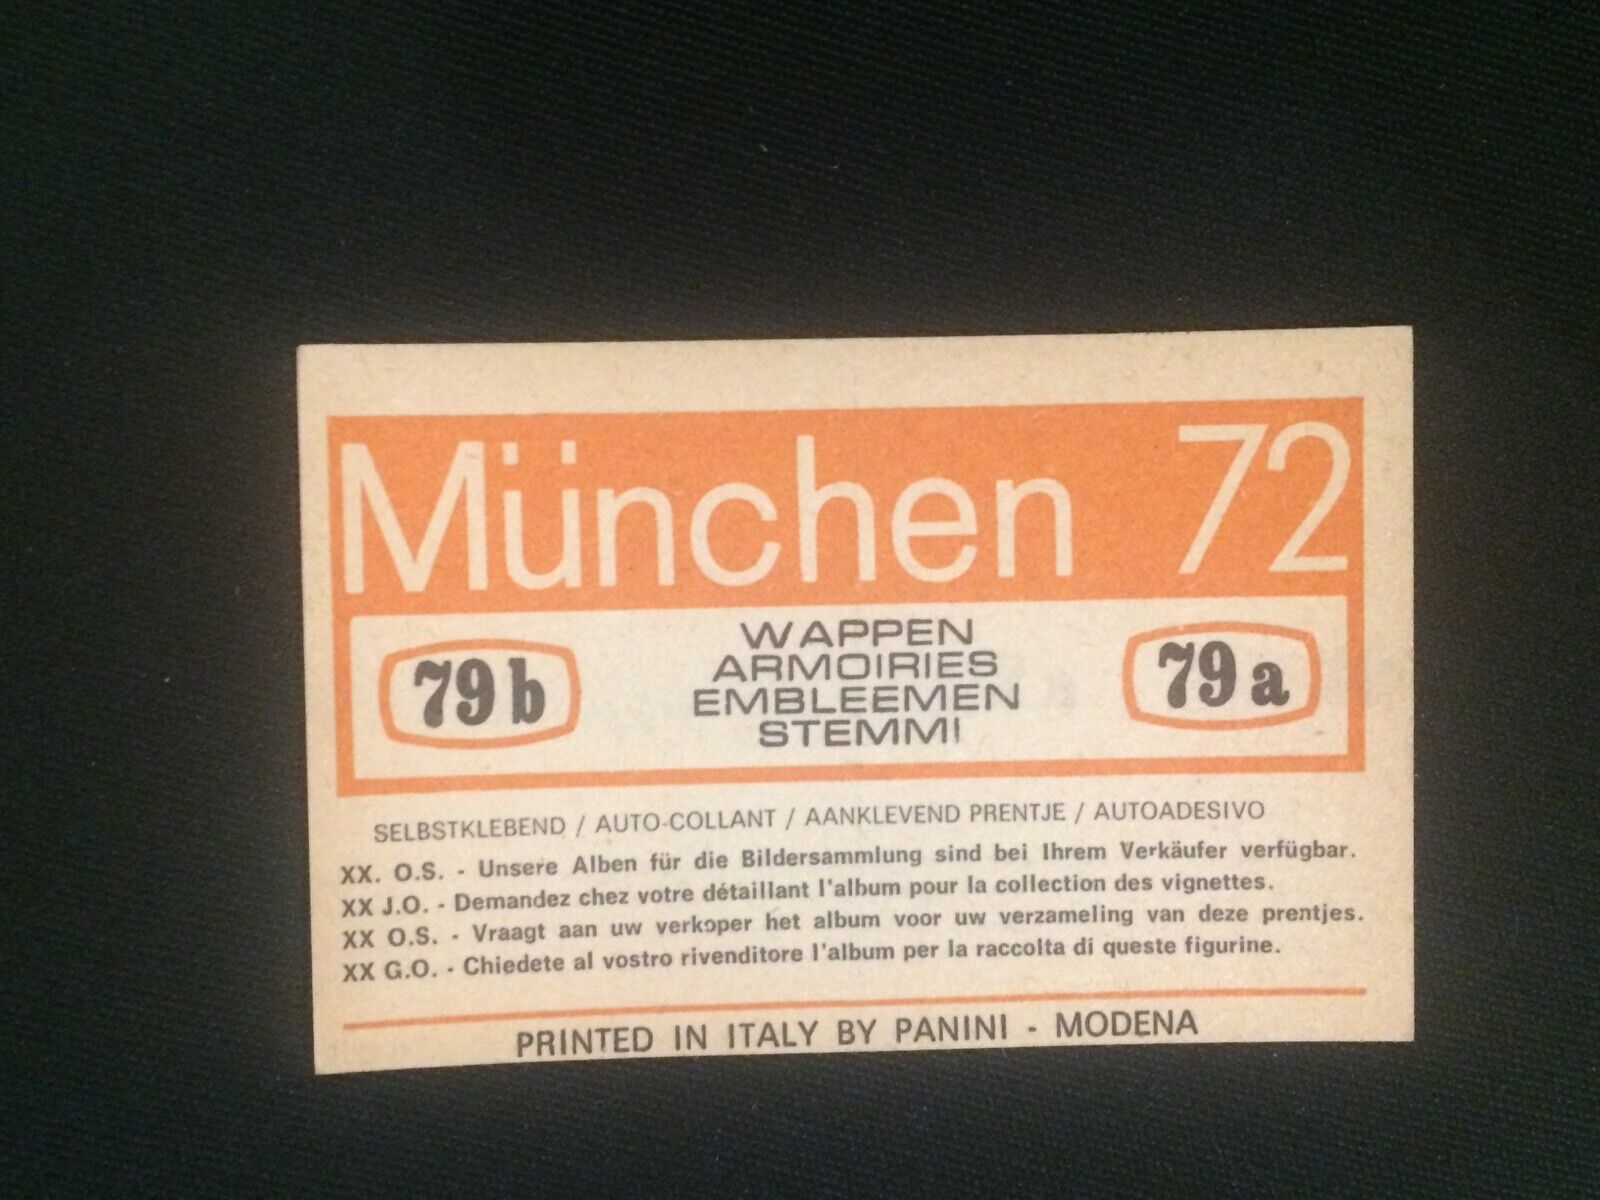 München 72
79 b
WAPPEN
ARMOIRIES
EMBLEEMEN
STEMMI
79 a
SELBSTKLEBEND / AUTO-COLLANT / AANKLEVEND PRENTJE / AUTOADESIVO
XX. O.S. - Unsere Alben für die Bildersammlung sind bei Ihrem Verkäufer verfügbar.
XX J.O. - Demandez chez votre détaillant l'album pour la collection des vignettes.
XX O.S. - Vraagt aan uw verkoper het album voor uw verzameling van deze prentjes.
XX G.O. - Chiedete al vostro rivenditore l'album per la raccolta di queste figurine.
PRINTED IN ITALY BY PANINI - MODENA